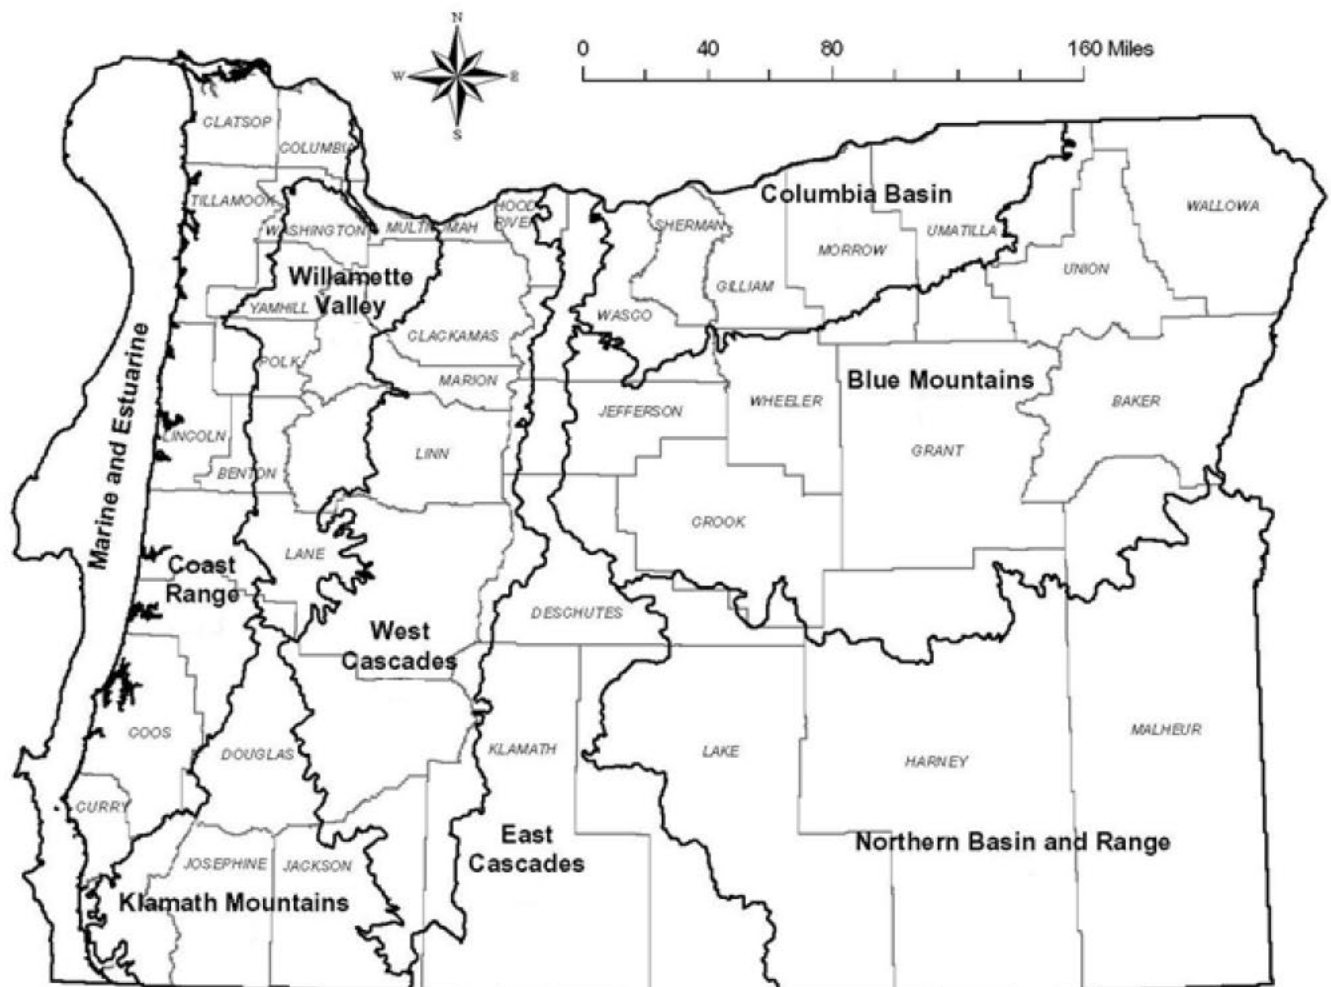 N
W
E
S
0 40 80 160 Miles
CLATSOP
COLUMBIA
TILLAMOOK
WASHINGTON
MULTNOMAH
HOOD
RIVER
SHERMAN
Columbia Basin
UMATILLA
WALLOWA
MORROW
UNION
GILLIAM
Willamette
Valley
YAMHILL
WASCO
CLACKAMAS
POLK
MARION
Blue Mountains
JEFFERSON
WHEELER
BAKER
Marine and Estuarine
LINCOLN
LINN
GRANT
BENTON
CROOK
LANE
Coast
Range
DESCHUTES
West
Cascades
COOS
DOUGLAS
KLAMATH
LAKE
HARNEY
MALHEUR
CURRY
East
Cascades
Northern Basin and Range
JOSEPHINE
JACKSON
Klamath Mountains